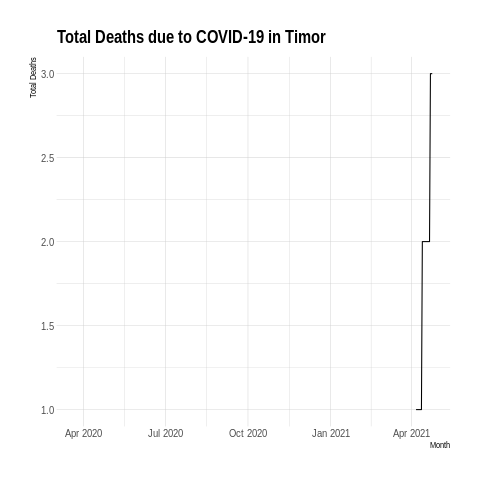 Total Deaths due to COVID-19 in Timor
Total Deaths
3.0
2.5
2.0
1.5
1.0
Apr 2020 Jul 2020 Oct 2020 Jan 2021 Apr 2021
Month